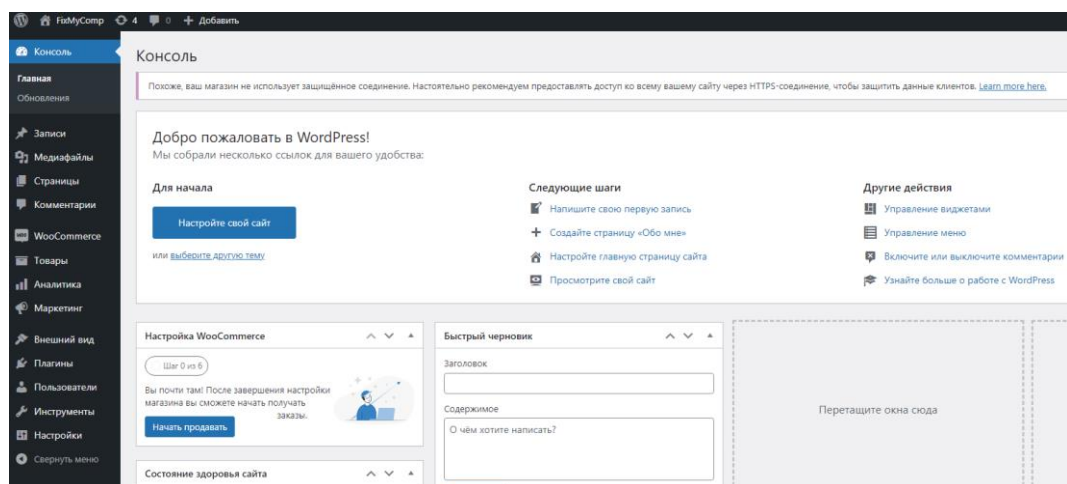 FixMyComp 4 0 + Добавить
Консоль
Главная
Обновления
Записи
Медиафайлы
Страницы
Комментарии
WooCommerce
Товары
Аналитика
Маркетинг
Внешний вид
Плагины
Пользователи
Инструменты
Настройки
Свернуть меню
Консоль
Похоже, ваш магазин не использует защищённое соединение. Настоятельно рекомендуем предоставлять доступ ко всему вашему сайту через HTTPS-соединение, чтобы защитить данные клиентов. Learn more here.
Добро пожаловать в WordPress!
Мы собрали несколько ссылок для вашего удобства:
Для начала
Настройте свой сайт
или выберите другую тему
Следующие шаги
Напишите свою первую запись
Создайте страницу «Обо мне»
Настройте главную страницу сайта
Просмотрите свой сайт
Другие действия
Управление виджетами
Управление меню
Включите или выключите комментарии
Узнайте больше о работе с WordPress
Настройка WooCommerce
Шаг 0 из 6
Вы почти там! После завершения настройки
магазина вы сможете начать получать
заказы.
Начать продавать
Состояние здоровья сайта
Быстрый черновик
Заголовок
Содержимое
О чём хотите написать?
Перетащите окна сюда